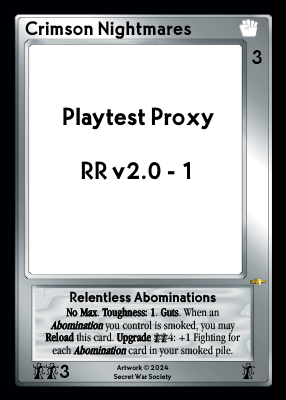 Crimson Nightmares
3
Playtest Proxy
RR v2.0 - 1
Relentless Abominations
No Max. Toughness: 1. Guts. When an
Abomination you control is smoked, you may
Reload this card. Upgrade 4: +1 Fighting for
each Abomination card in your smoked pile.
3
Artwork © 2024
Secret War Society